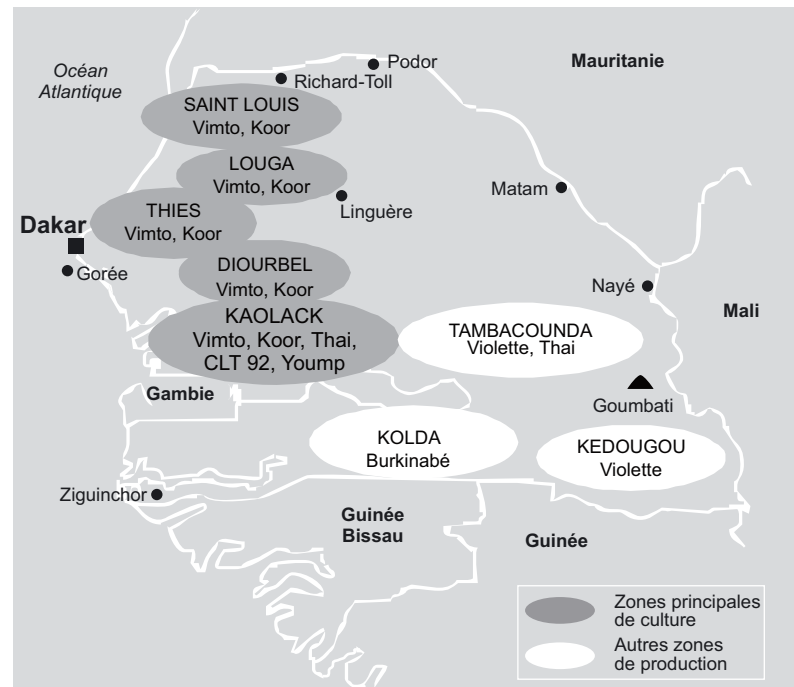 Océan
Atlantique
Podor
Richard-Toll
Mauritanie
SAINT LOUIS
Vimto, Koor
LOUGA
Vimto, Koor
Linguère
Matam
THIES
Vimto, Koor
Dakar
Gorée
DIOURBEL
Vimto, Koor
Nayé
Mali
KAOLACK
Vimto, Koor, Thai,
CLT 92, Yoump
TAMBACOUNDA
Violette, Thai
Gambie
Goumbati
KOLDA
Burkinabé
KEDOUGOU
Violette
Ziguinchor
Guinée
Bissau
Guinée
Zones principales
de culture
Autres zones
de production